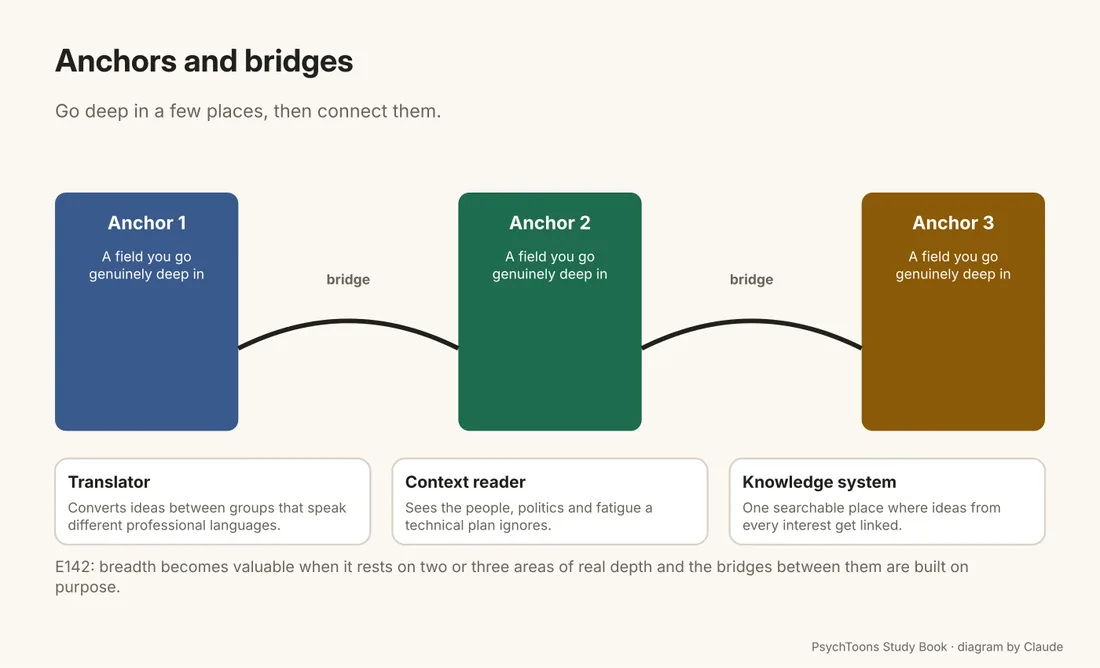 Anchors and bridges
Go deep in a few places, then connect them.
Anchor 1
A field you go
genuinely deep in
bridge
Anchor 2
A field you go
genuinely deep in
bridge
Anchor 3
A field you go
genuinely deep in
Translator
Converts ideas between groups that speak
different professional languages.
Context reader
Sees the people, politics and fatigue a
technical plan ignores.
Knowledge system
One searchable place where ideas from
every interest get linked.
E142: breadth becomes valuable when it rests on two or three areas of real depth and the bridges between them are built on
purpose.
PsychToons Study Book · diagram by Claude